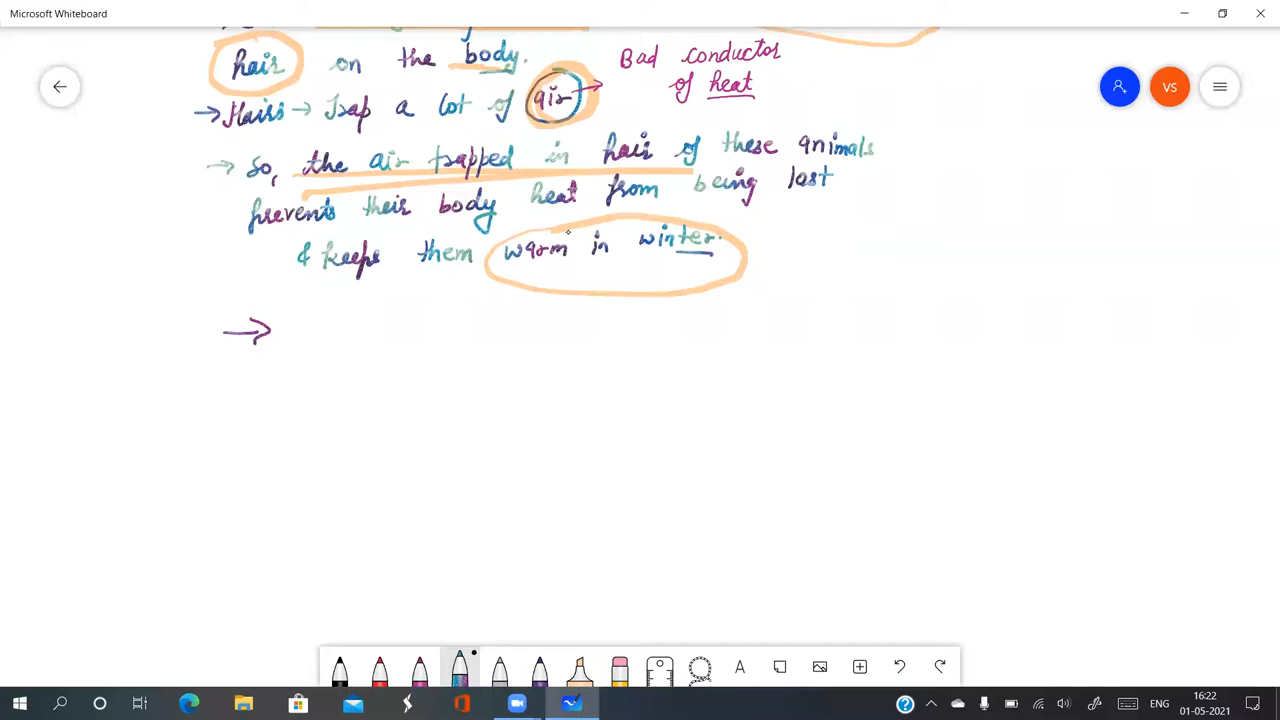 Microsoft Whiteboard
hair on the body.
Bad conductor
of heat
VS
→ Hairs → Trap a lot of air →
→ So, the air trapped in hair of these animals
prevents their body heat from being lost
& keeps them warm in winter.
→
A
ENG
16:22
01-05-2021